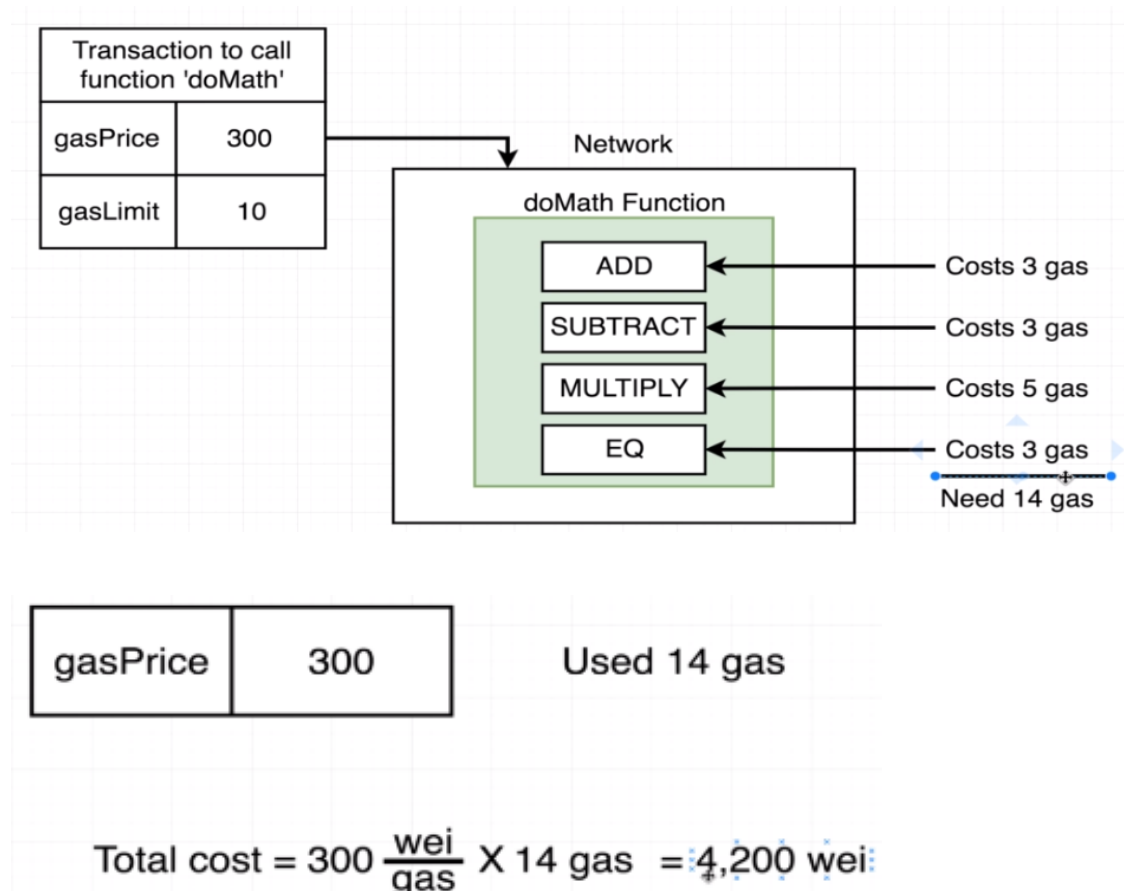 Transaction to call
function 'doMath'
gasPrice 300
gasLimit 10
Network
doMath Function
ADD Costs 3 gas
SUBTRACT Costs 3 gas
MULTIPLY Costs 5 gas
EQ Costs 3 gas
Need 14 gas
gasPrice 300 Used 14 gas
Total cost = 300 wei/gas X 14 gas = 4,200 wei